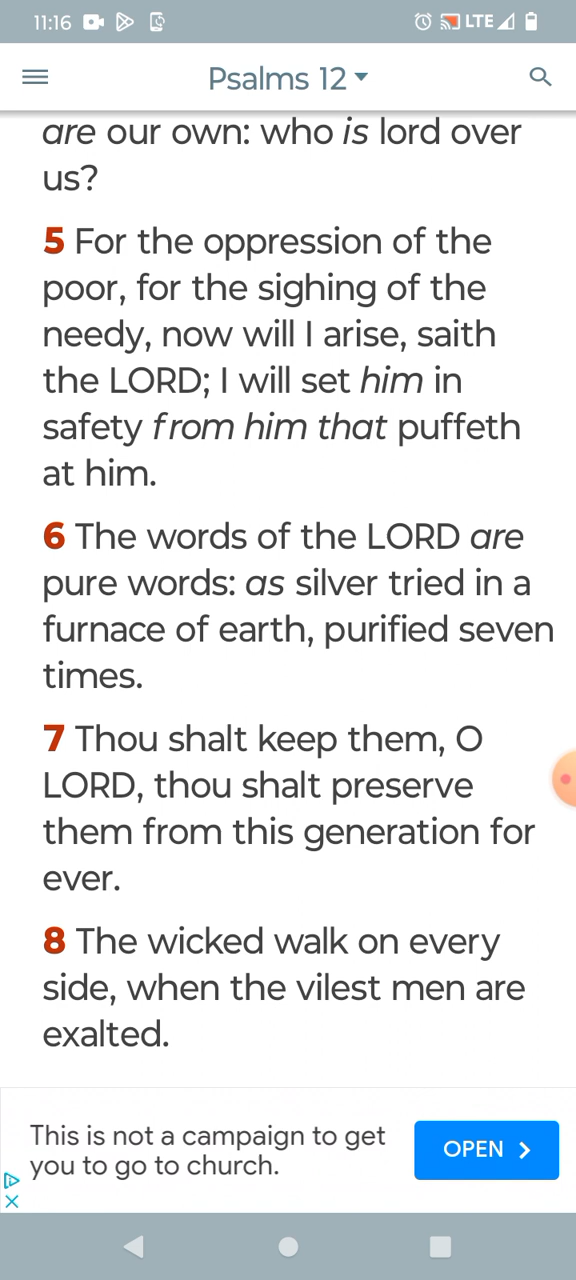 11:16 LTE
Psalms 12
are our own: who is lord over
us?
5 For the oppression of the
poor, for the sighing of the
needy, now will I arise, saith
the LORD; I will set him in
safety from him that puffeth
at him.
6 The words of the LORD are
pure words: as silver tried in a
furnace of earth, purified seven
times.
7 Thou shalt keep them, O
LORD, thou shalt preserve
them from this generation for
ever.
8 The wicked walk on every
side, when the vilest men are
exalted.
This is not a campaign to get
you to go to church.
OPEN